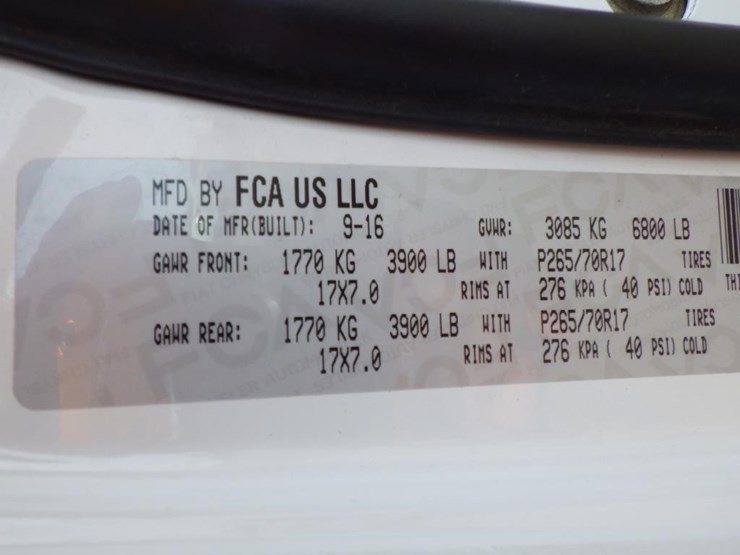 MFD BY FCA US LLC
DATE OF MFR(BUILT): 9-16 GVWR: 3085 KG 6800 LB
GAWR FRONT: 1770 KG 3900 LB WITH P265/70R17 TIRES
17X7.0 RIMS AT 276 KPA ( 40 PSI) COLD
GAWR REAR: 1770 KG 3900 LB WITH P265/70R17 TIRES
17X7.0 RIMS AT 276 KPA ( 40 PSI) COLD